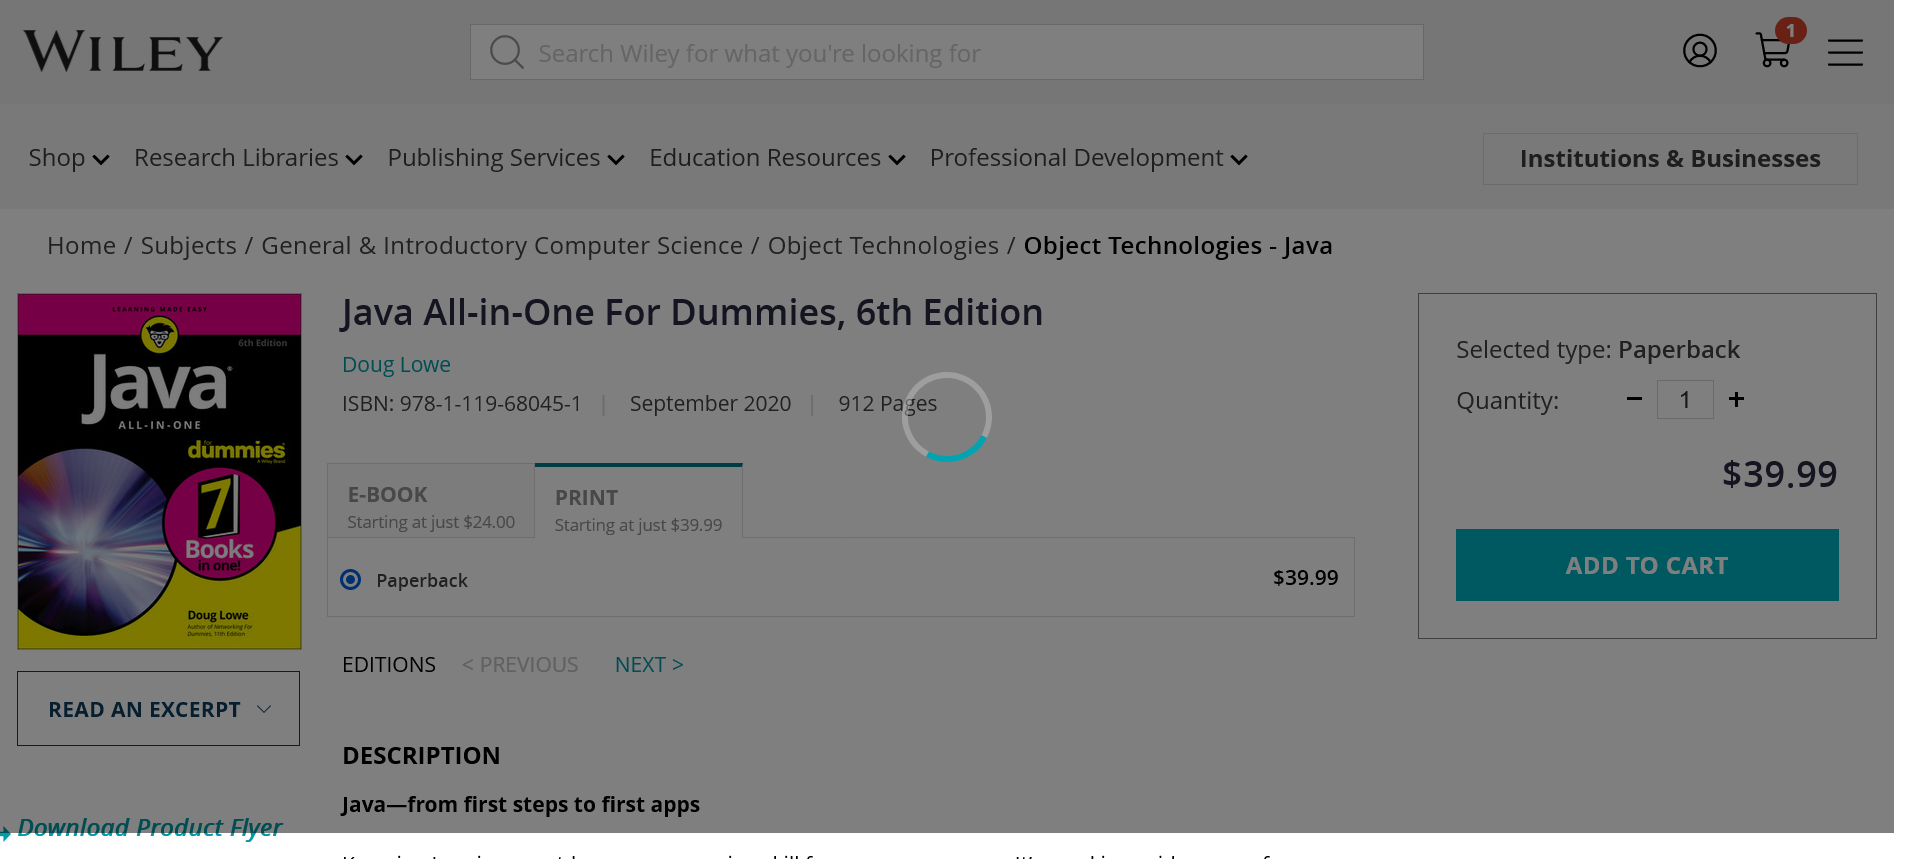 WILEY
Search Wiley for what you're looking for
1
Shop
Research Libraries
Publishing Services
Education Resources
Professional Development
Institutions & Businesses
Home / Subjects / General & Introductory Computer Science / Object Technologies / Object Technologies - Java
LEARNING MADE EASY
6th Edition
Java®
ALL-IN-ONE
for
dummies
A Wiley Brand
7
Books
in one!
Doug Lowe
Author of Networking For
Dummies, 11th Edition
READ AN EXCERPT
Download Product Flyer
Java All-in-One For Dummies, 6th Edition
Doug Lowe
ISBN: 978-1-119-68045-1 | September 2020 | 912 Pages
E-BOOK
Starting at just $24.00
PRINT
Starting at just $39.99
Paperback
$39.99
EDITIONS < PREVIOUS NEXT >
DESCRIPTION
Java—from first steps to first apps
Selected type: Paperback
Quantity: − 1 +
$39.99
ADD TO CART